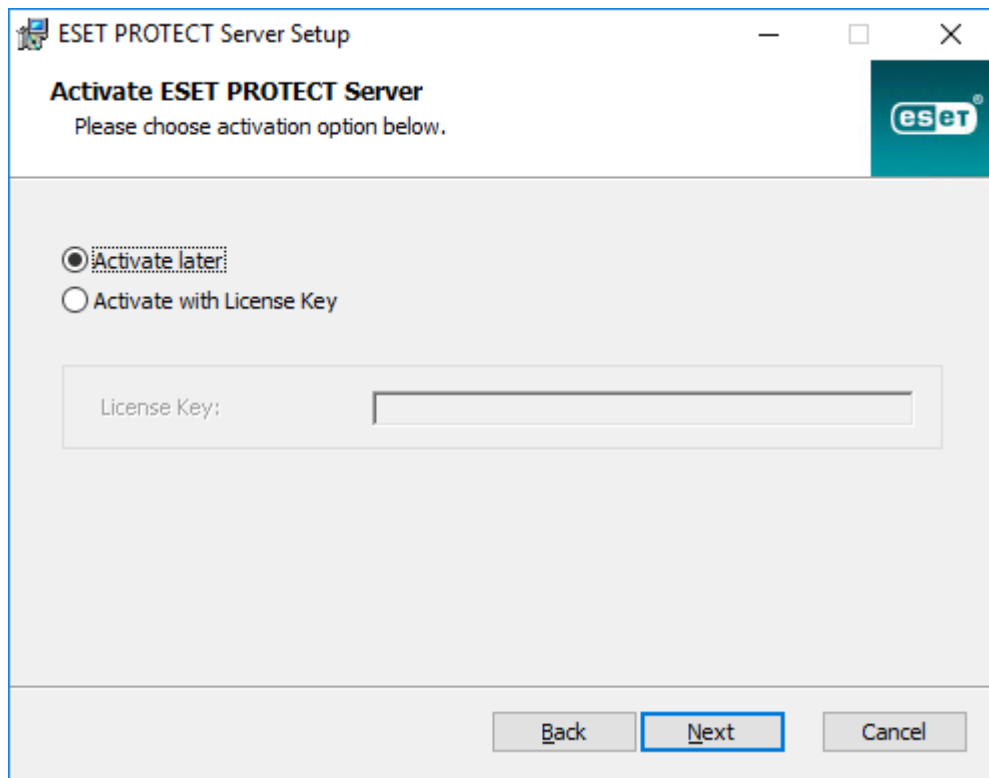 ESET PROTECT Server Setup
Activate ESET PROTECT Server
Please choose activation option below.
eseT®
Activate later
Activate with License Key
License Key:
Back Next Cancel